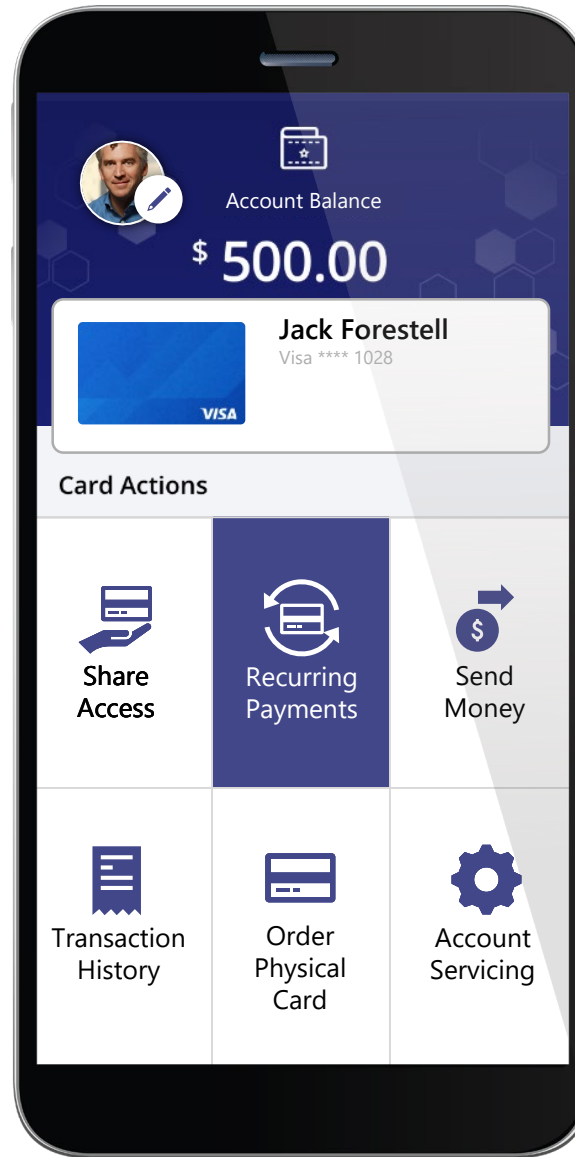 Account Balance
$ 500.00
Jack Forestell
Visa **** 1028
VISA
Card Actions
Share
Access
Recurring
Payments
$
Send
Money
Transaction
History
Order
Physical
Card
Account
Servicing